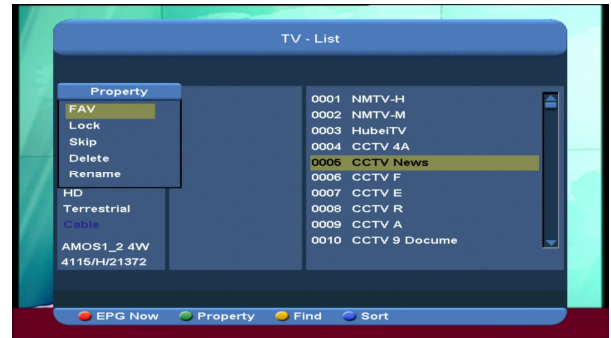 TV - List
Property
FAV
Lock
Skip
Delete
Rename
HD
Terrestrial
Cable
AMOS1_2 4W
4115/H/21372
0001 NMTV-H
0002 NMTV-M
0003 HubeiTV
0004 CCTV 4A
0005 CCTV News
0006 CCTV F
0007 CCTV E
0008 CCTV R
0009 CCTV A
0010 CCTV 9 Docume
EPG Now Property Find Sort